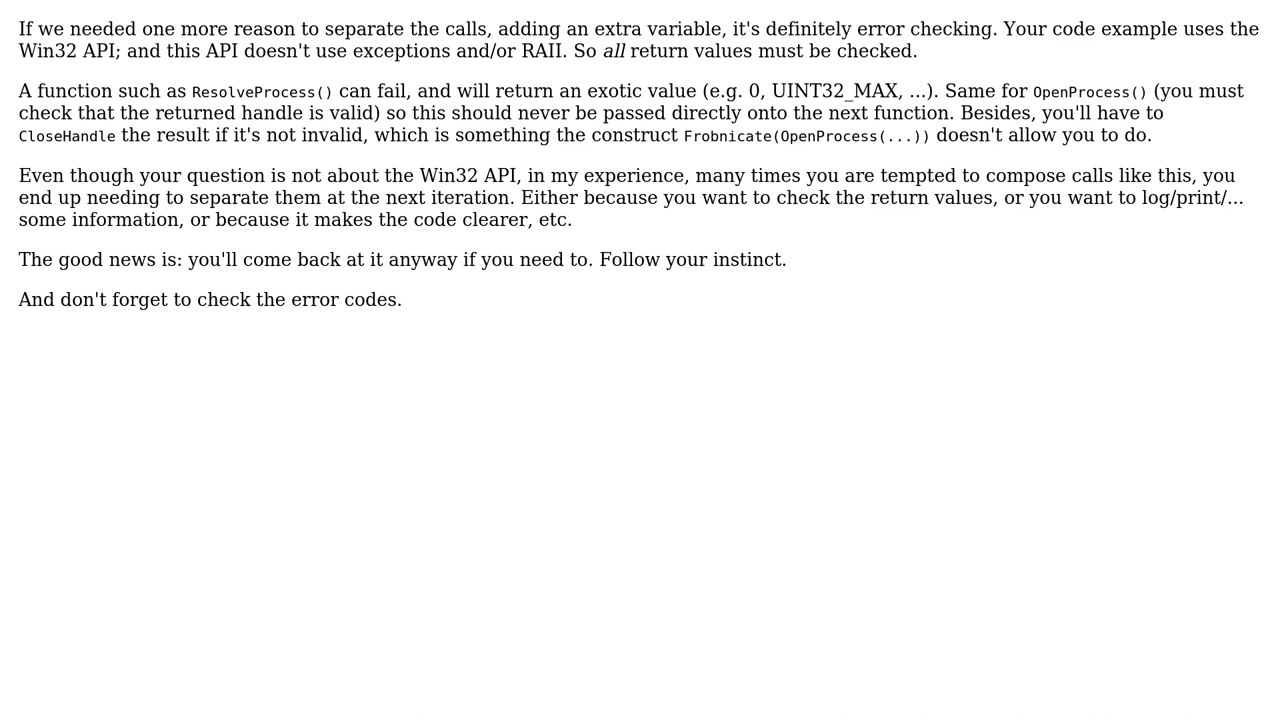 If we needed one more reason to separate the calls, adding an extra variable, it's definitely error checking. Your code example uses the
Win32 API; and this API doesn't use exceptions and/or RAII. So all return values must be checked.
A function such as ResolveProcess() can fail, and will return an exotic value (e.g. 0, UINT32_MAX, ...). Same for OpenProcess() (you must
check that the returned handle is valid) so this should never be passed directly onto the next function. Besides, you'll have to
CloseHandle the result if it's not invalid, which is something the construct Frobnicate(OpenProcess(...)) doesn't allow you to do.
Even though your question is not about the Win32 API, in my experience, many times you are tempted to compose calls like this, you
end up needing to separate them at the next iteration. Either because you want to check the return values, or you want to log/print/...
some information, or because it makes the code clearer, etc.
The good news is: you'll come back at it anyway if you need to. Follow your instinct.
And don't forget to check the error codes.